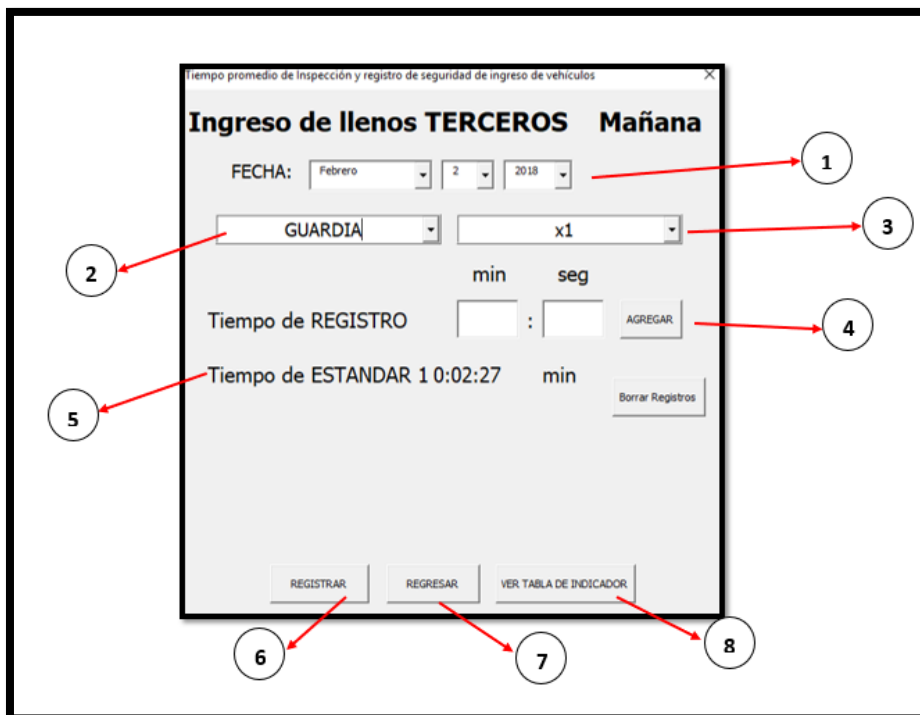 Tiempo promedio de Inspección y registro de seguridad de ingreso de vehículos
Ingreso de llenos TERCEROS Mañana
FECHA: Febrero 2 2018
1
GUARDIA x1
3
2
min seg
Tiempo de REGISTRO : AGREGAR
4
Tiempo de ESTANDAR 1 0:02:27 min
Borrar Registros
5
REGISTRAR REGRESAR VER TABLA DE INDICADOR
6
7
8